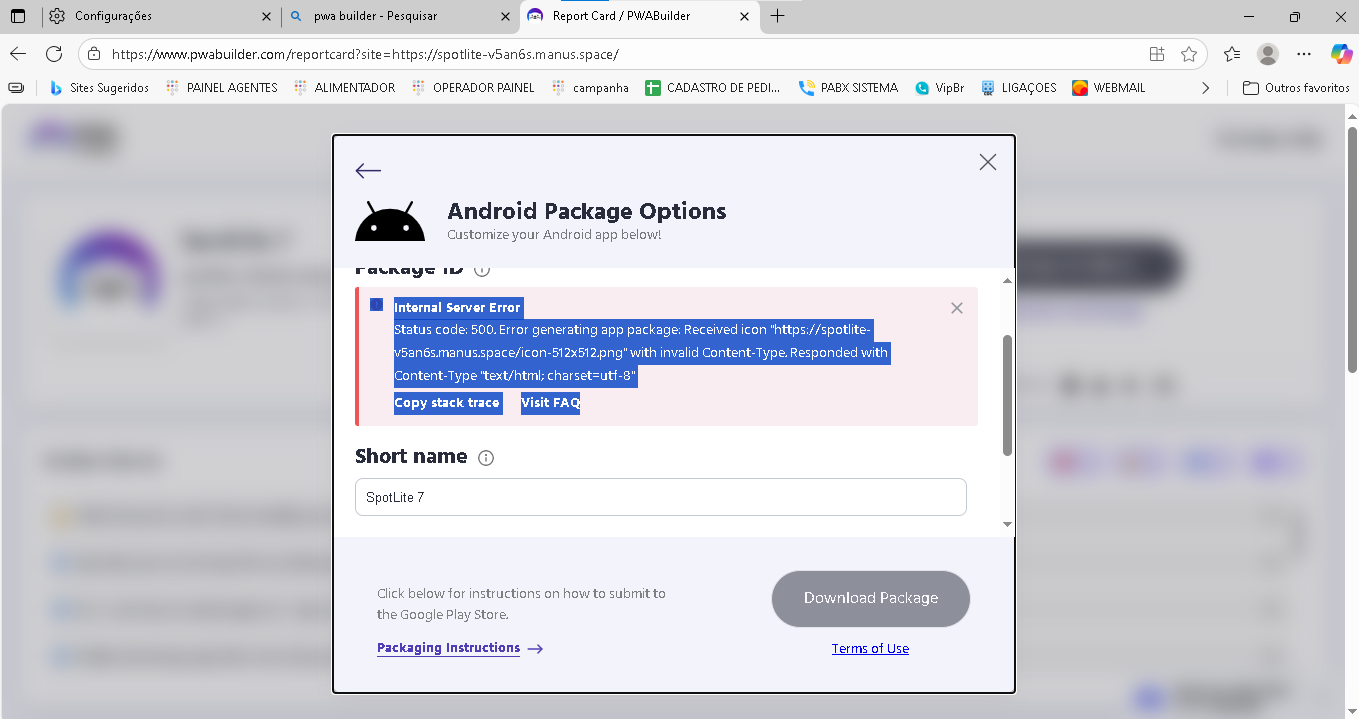 Configurações
pwa builder - Pesquisar
Report Card / PWABuilder
https://www.pwabuilder.com/reportcard?site=https://spotlite-v5an6s.manus.space/
Sites Sugeridos
PAINEL AGENTES
ALIMENTADOR
OPERADOR PAINEL
campanha
CADASTRO DE PEDI...
PABX SISTEMA
VipBr
LIGAÇOES
WEBMAIL
Outros favoritos
Android Package Options
Customize your Android app below!
Package ID
Internal Server Error
Status code: 500. Error generating app package: Received icon "https://spotlite-
v5an6s.manus.space/icon-512x512.png" with invalid Content-Type. Responded with
Content-Type "text/html; charset=utf-8"
Copy stack trace Visit FAQ
Short name
SpotLite 7
Click below for instructions on how to submit to
the Google Play Store.
Packaging Instructions
Download Package
Terms of Use